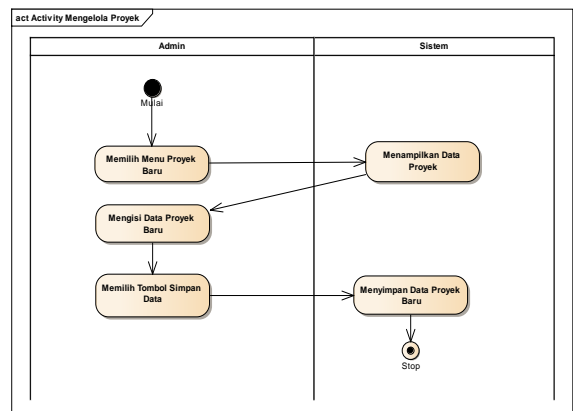 act Activity Mengelola Proyek
Admin
Sistem
Mulai
Memilih Menu Proyek
Baru
Menampilkan Data
Proyek
Mengisi Data Proyek
Baru
Memilih Tombol Simpan
Data
Menyimpan Data Proyek
Baru
Stop